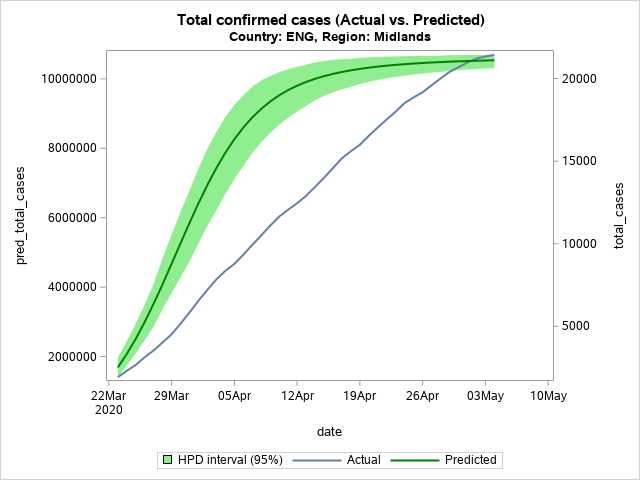 Total confirmed cases (Actual vs. Predicted)
Country: ENG, Region: Midlands
pred_total_cases
10000000
8000000
6000000
4000000
2000000
20000
15000
10000
5000
total_cases
22Mar 29Mar 05Apr 12Apr 19Apr 26Apr 03May 10May
2020
date
HPD interval (95%) Actual Predicted